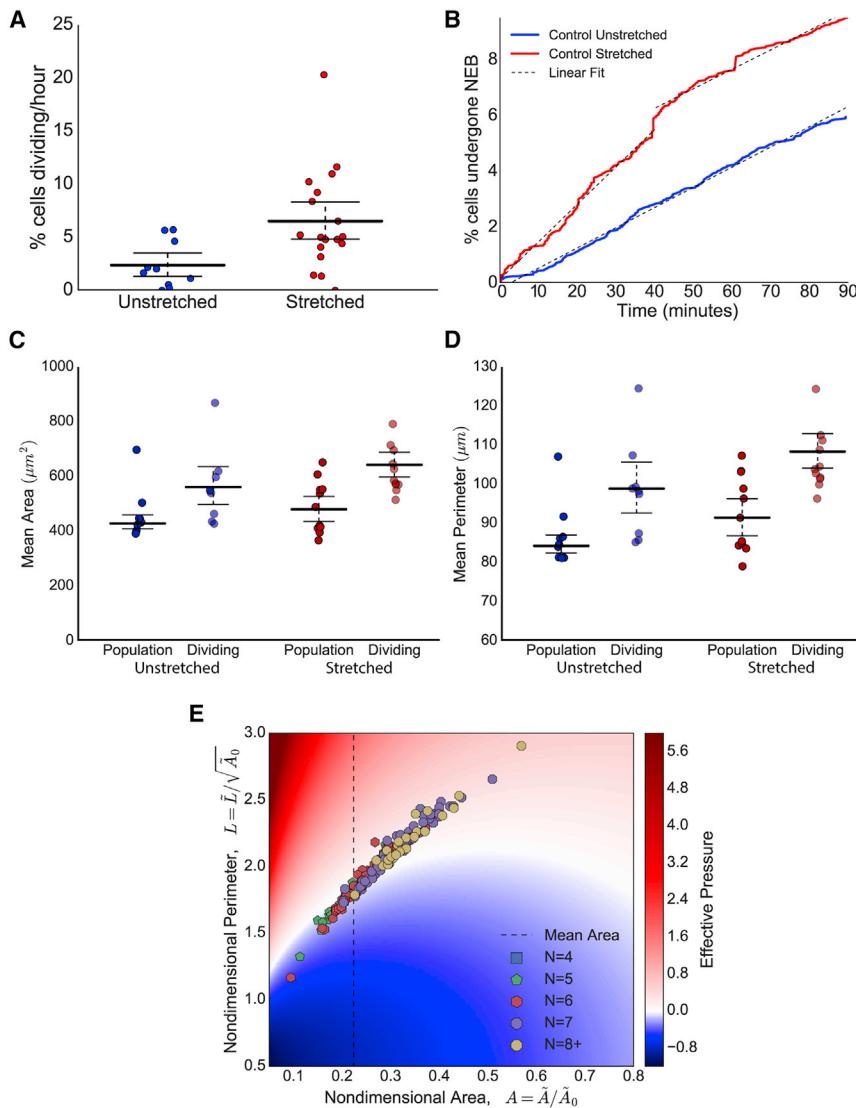 A
% cells dividing/hour
25
20
15
10
5
0
Unstretched
Stretched
B
% cells undergone NEB
8
6
4
2
0
Control Unstretched
Control Stretched
Linear Fit
0 10 20 30 40 50 60 70 80 90
Time (minutes)
C
Mean Area (μm²)
1000
800
600
400
200
0
Population Dividing Population Dividing
Unstretched Stretched
D
Mean Perimeter (μm)
130
120
110
100
90
80
70
60
Population Dividing Population Dividing
Unstretched Stretched
E
Nondimensional Perimeter, L = L̃/√Ã₀
3.0
2.5
2.0
1.5
1.0
0.5
Mean Area
N=4
N=5
N=6
N=7
N=8+
0.1 0.2 0.3 0.4 0.5 0.6 0.7 0.8
Nondimensional Area, A = Ã/Ã₀
5.6
4.8
4.0
3.2
2.4
1.6
0.8
0.0
−0.8
Effective Pressure